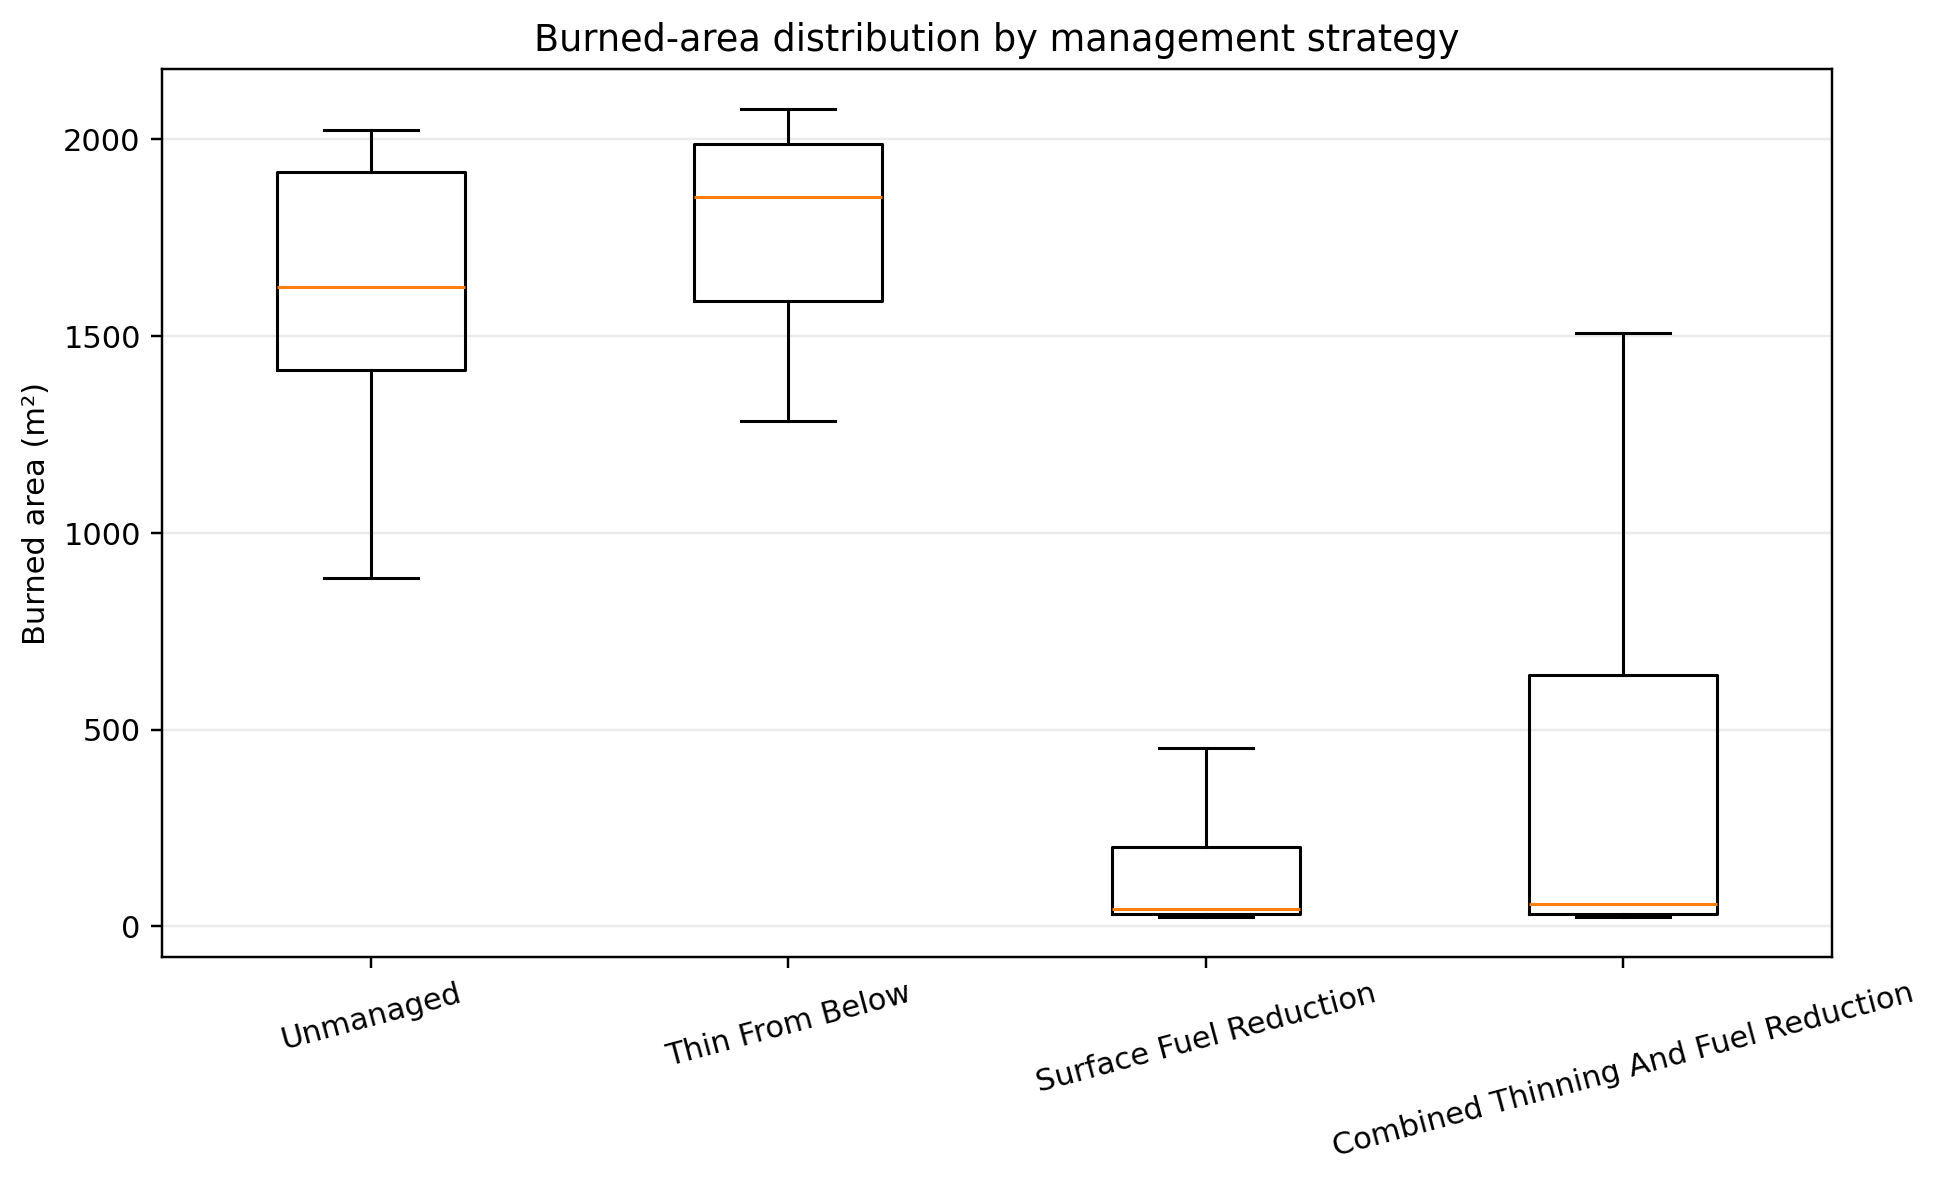 Burned-area distribution by management strategy
Burned area (m²)
2000
1500
1000
500
0
Unmanaged
Thin From Below
Surface Fuel Reduction
Combined Thinning And Fuel Reduction